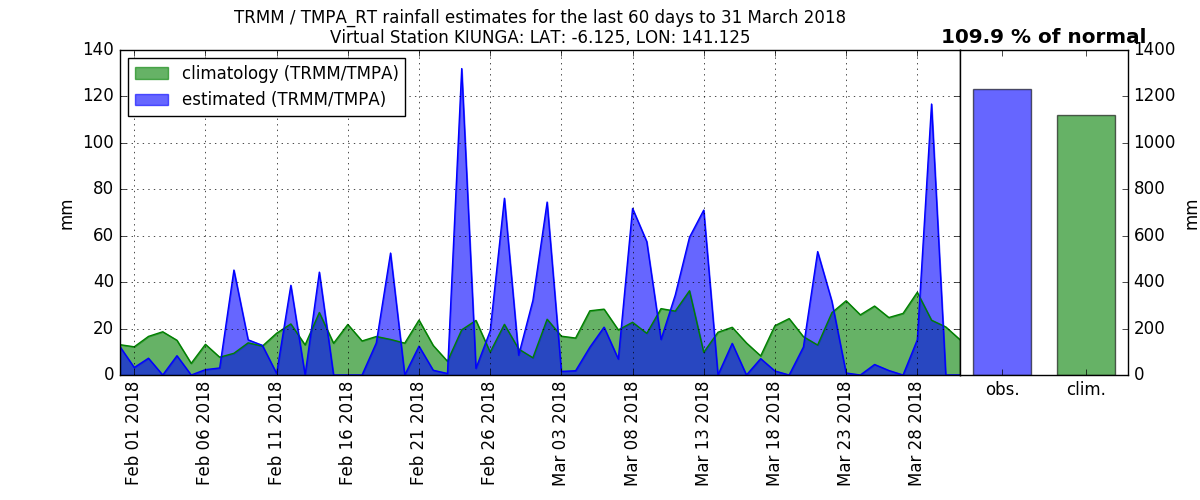 TRMM / TMPA_RT rainfall estimates for the last 60 days to 31 March 2018
Virtual Station KIUNGA: LAT: -6.125, LON: 141.125
109.9 % of normal
climatology (TRMM/TMPA)
estimated (TRMM/TMPA)
mm
140
120
100
80
60
40
20
0
Feb 01 2018
Feb 06 2018
Feb 11 2018
Feb 16 2018
Feb 21 2018
Feb 26 2018
Mar 03 2018
Mar 08 2018
Mar 13 2018
Mar 18 2018
Mar 23 2018
Mar 28 2018
obs.
clim.
1400
1200
1000
800
600
400
200
0
mm